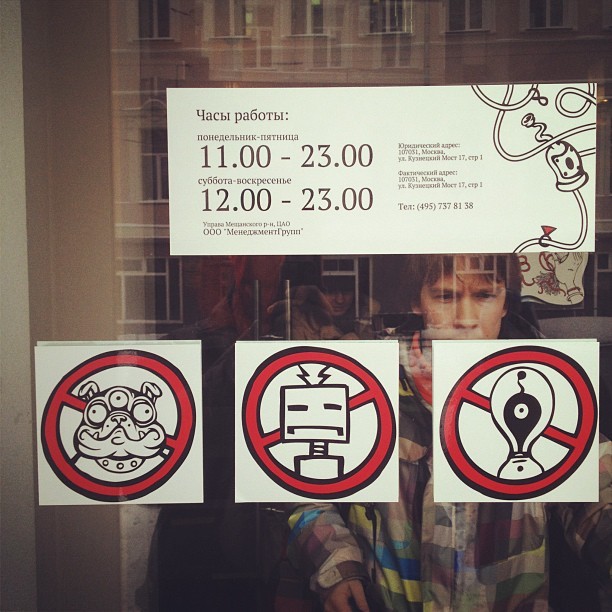 Часы работы:
понедельник-пятница
11.00 - 23.00
суббота-воскресенье
12.00 - 23.00
Управа Мещанского р-н, ЦАО
ООО "МенеджментГрупп"
Юридический адрес:
107031, Москва,
ул. Кузнецкий Мост 17, стр 1
Фактический адрес:
107031, Москва,
ул. Кузнецкий Мост 17, стр 1
Тел: (495) 737 81 38